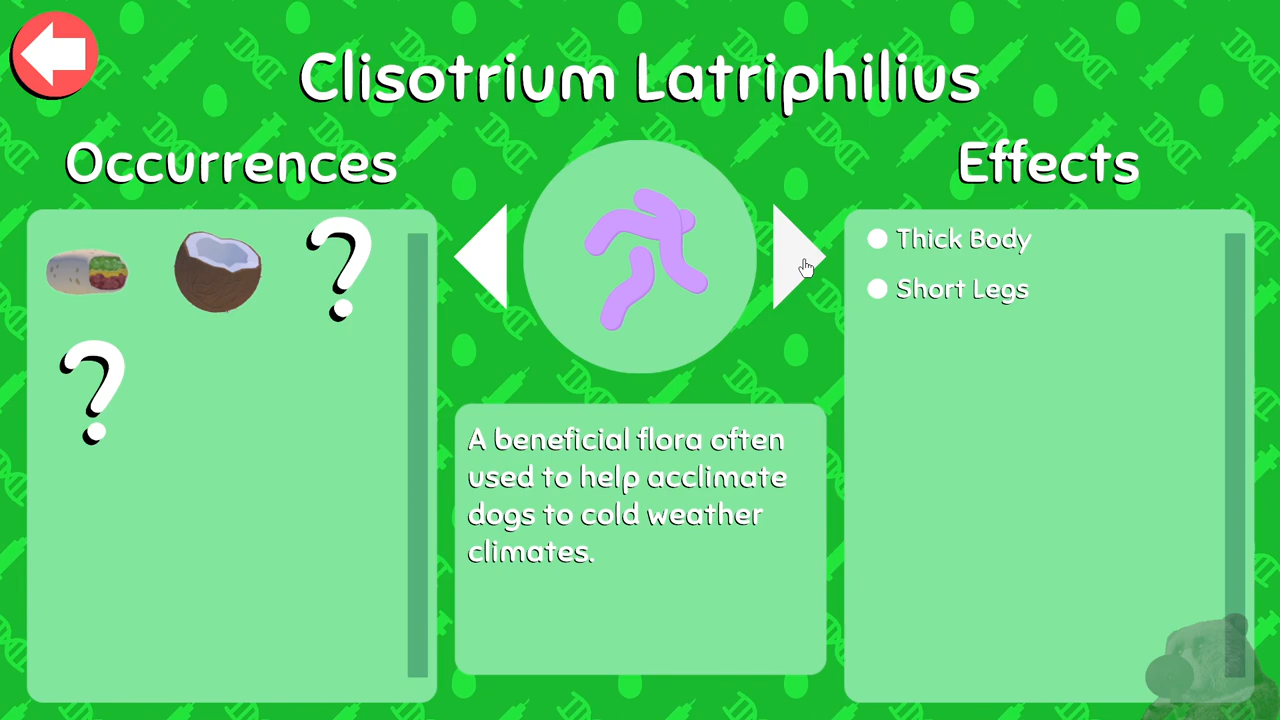 Clisotrium Latriphilius
Occurrences
Effects
?
?
Thick Body
Short Legs
A beneficial flora often
used to help acclimate
dogs to cold weather
climates.